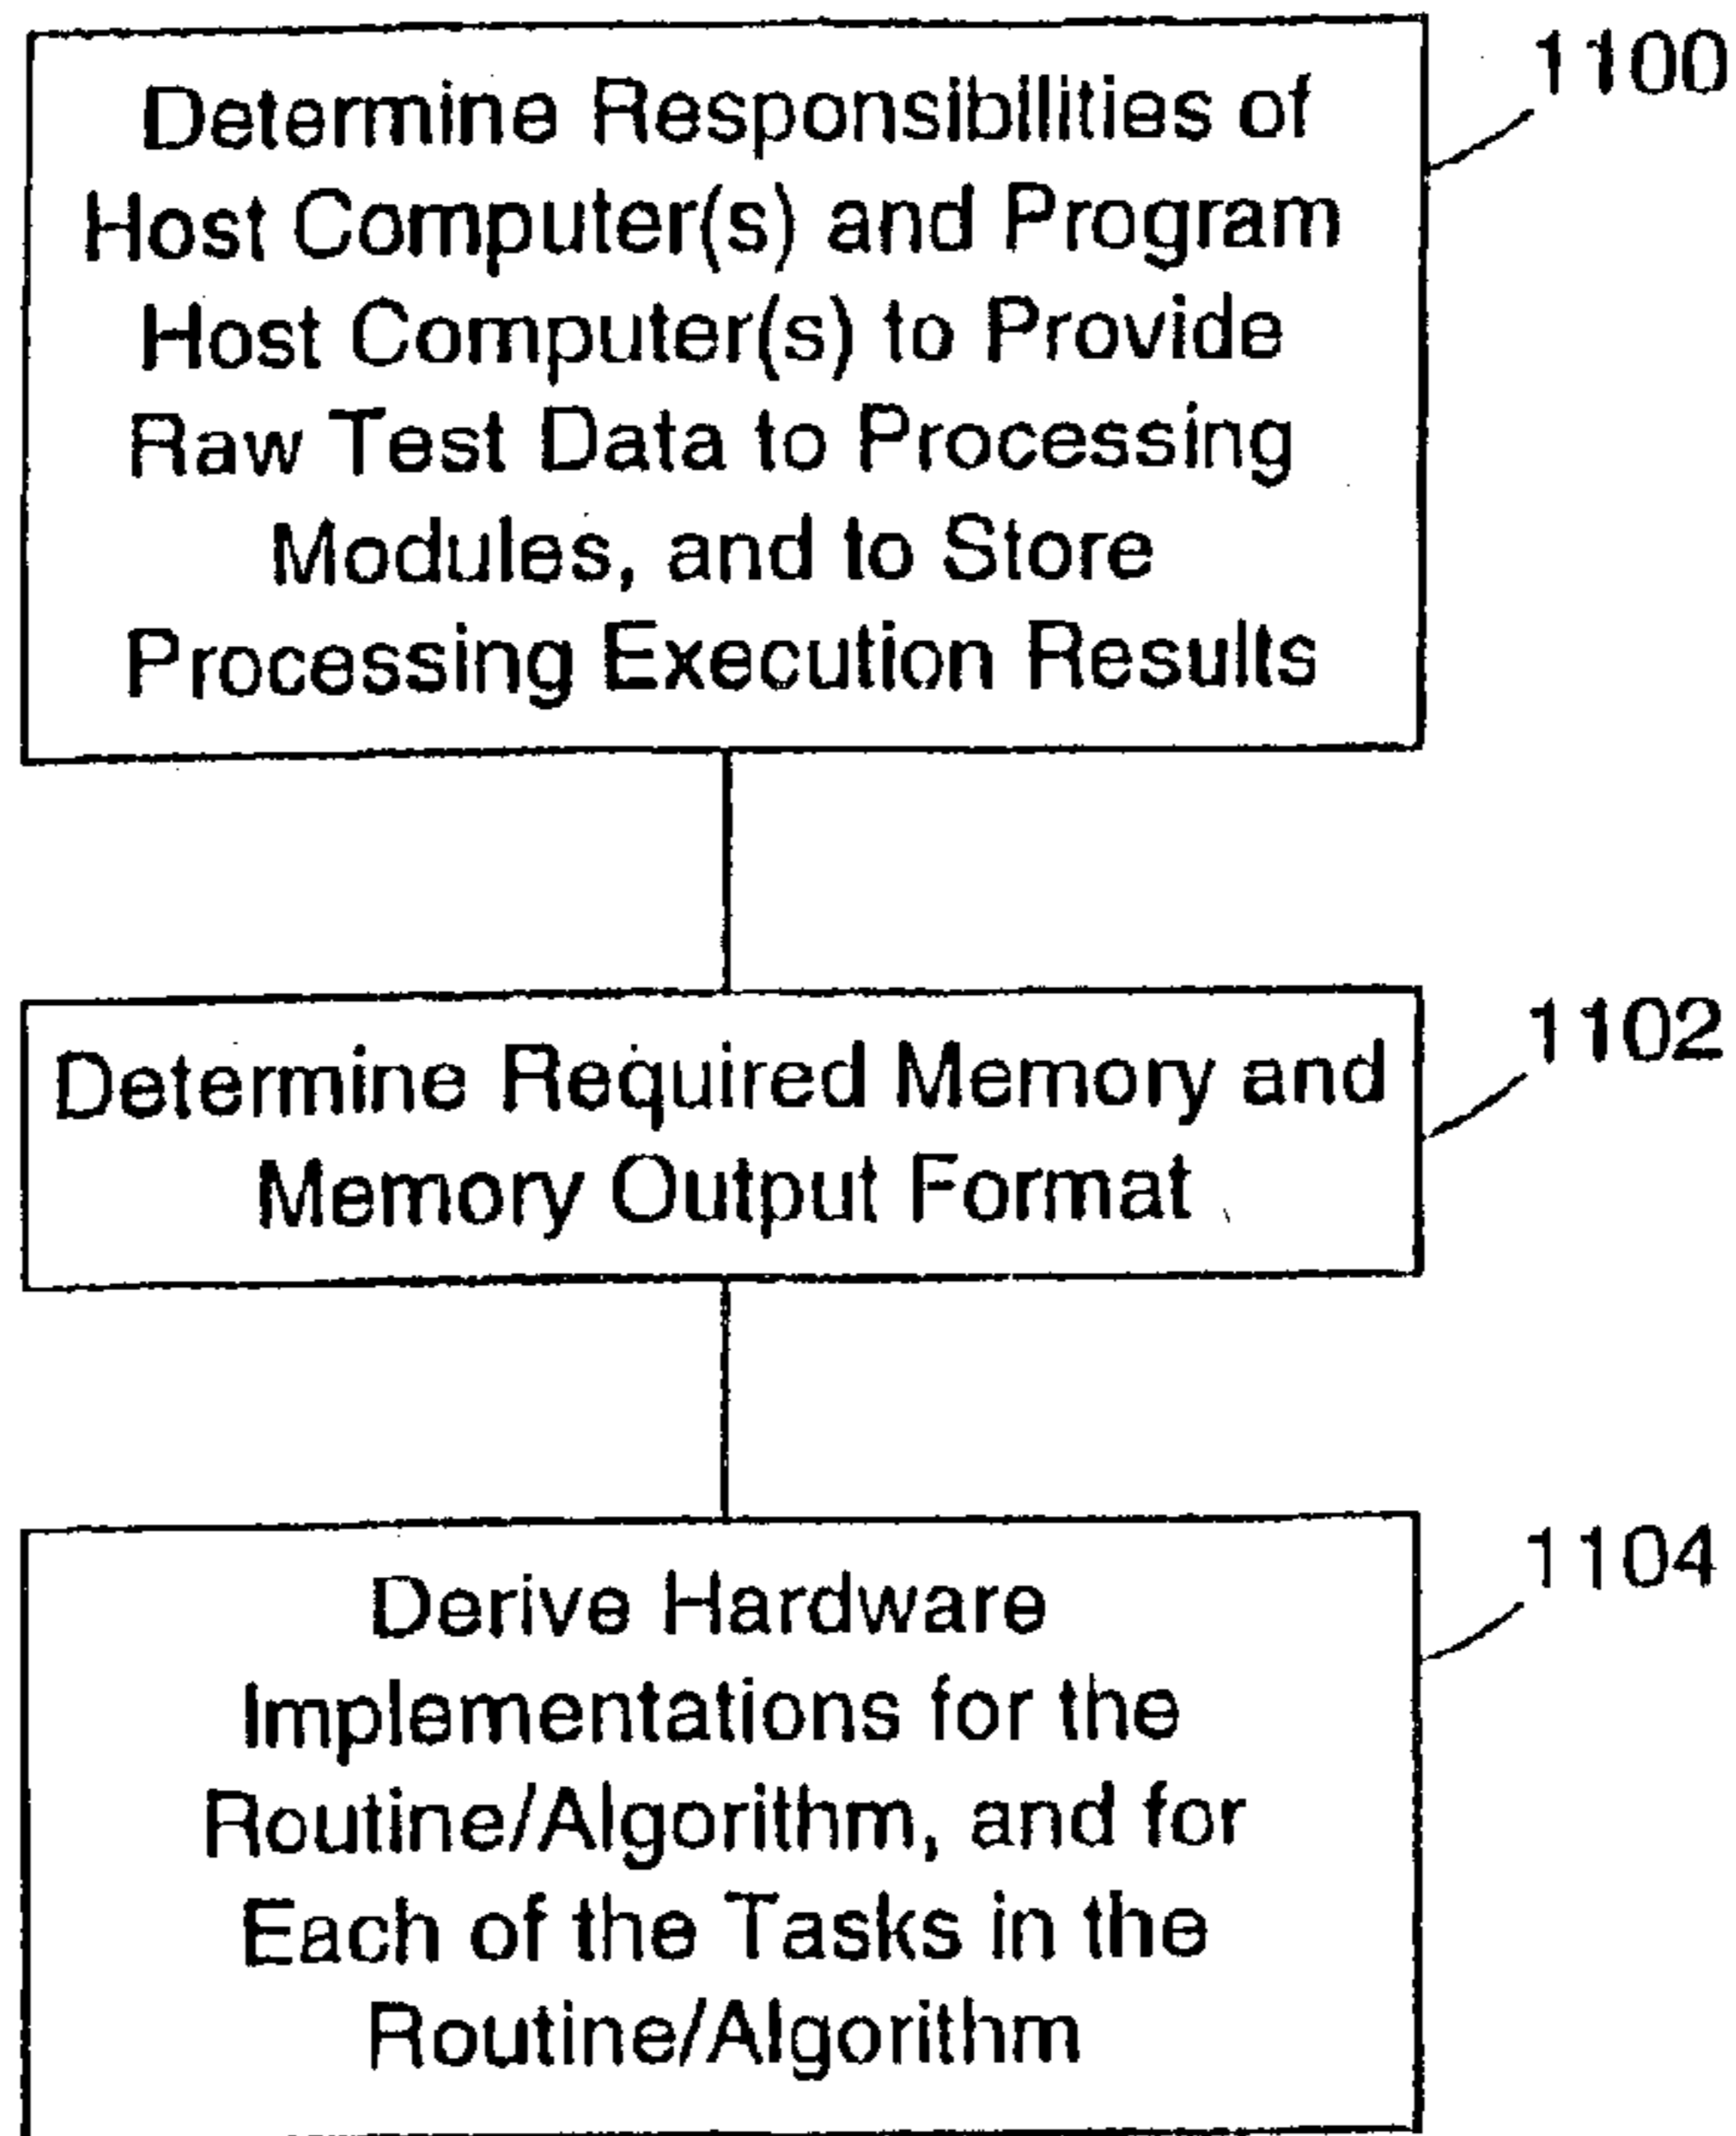 1100
Determine Responsibilities of
Host Computer(s) and Program
Host Computer(s) to Provide
Raw Test Data to Processing
Modules, and to Store
Processing Execution Results
1102
Determine Required Memory and
Memory Output Format
1104
Derive Hardware
Implementations for the
Routine/Algorithm, and for
Each of the Tasks in the
Routine/Algorithm